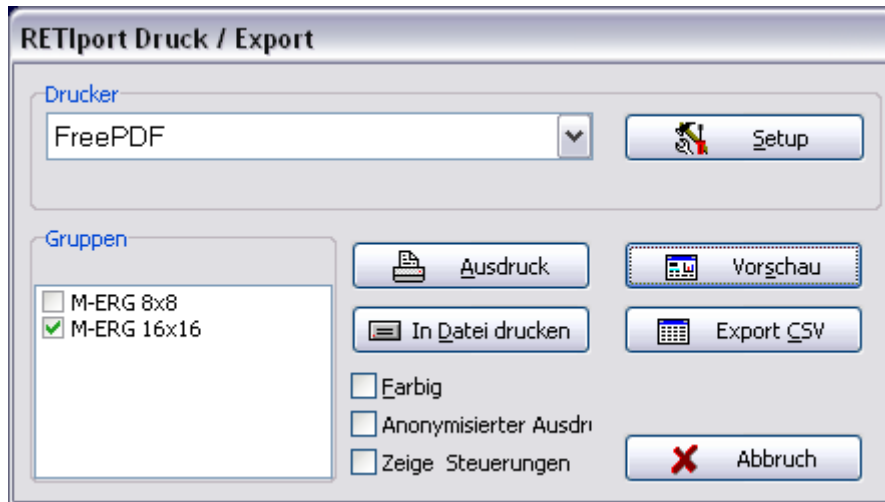 RETIport Druck / Export
Drucker
FreePDF
Setup
Gruppen
M-ERG 8x8
M-ERG 16x16
Ausdruck
Vorschau
In Datei drucken
Export CSV
Farbig
Anonymisierter Ausdr
Zeige Steuerungen
Abbruch